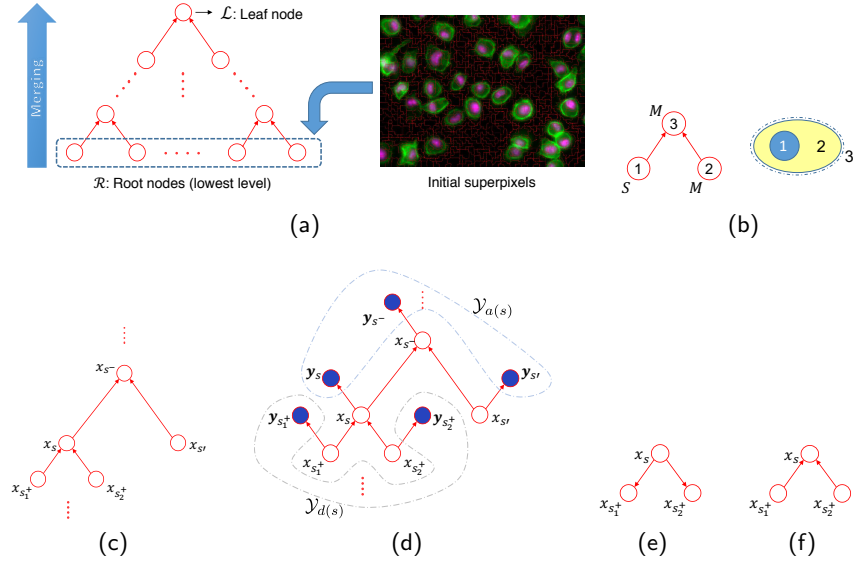 Merging
ℒ: Leaf node
ℛ: Root nodes (lowest level)
Initial superpixels
(a)
M
3
1
2
S
M
1
2
3
(b)
⋮
x_{s^-}
x_s
x_{s′}
x_{s_1^+}
x_{s_2^+}
(c)
𝒴_{a(s)}
y_{s^-}
x_{s^-}
y_s
y_{s′}
y_{s_1^+}
x_s
y_{s_2^+}
x_{s′}
x_{s_1^+}
x_{s_2^+}
𝒴_{d(s)}
(d)
x_s
x_{s_1^+}
x_{s_2^+}
(e)
x_s
x_{s_1^+}
x_{s_2^+}
(f)